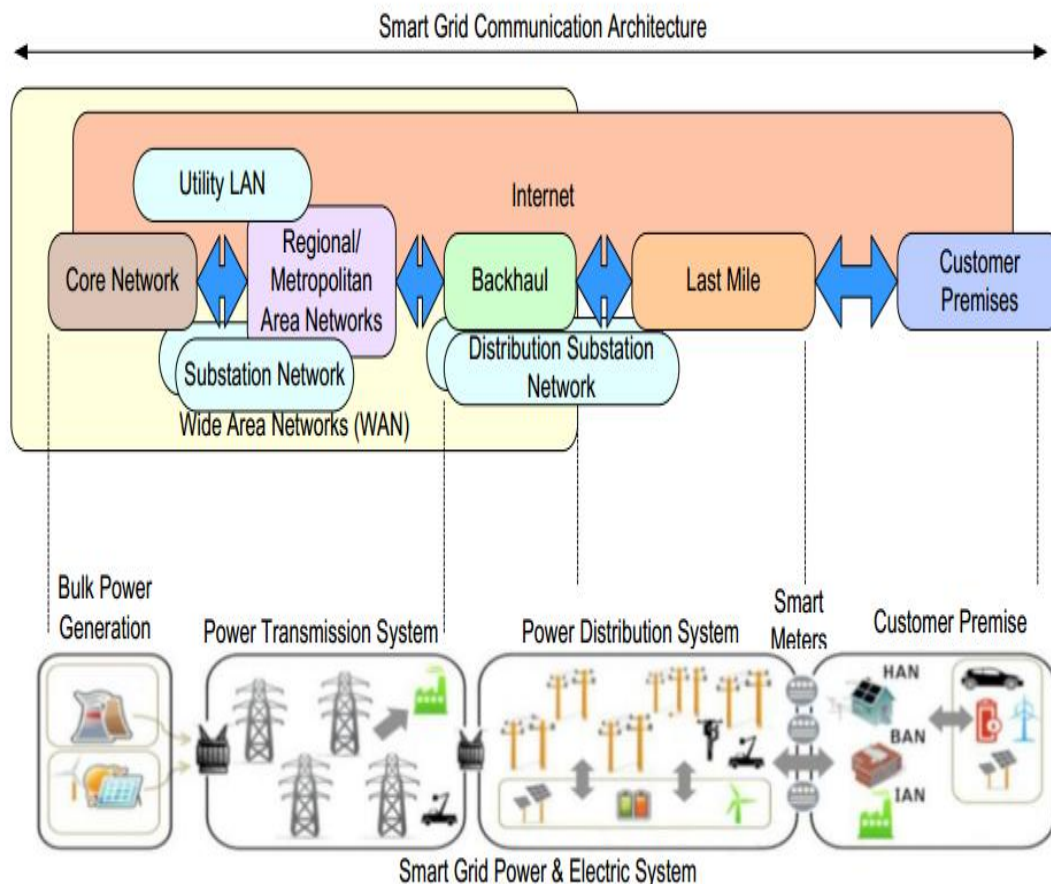 Smart Grid Communication Architecture
Utility LAN
Internet
Core Network
Regional/
Metropolitan
Area Networks
Backhaul
Last Mile
Customer
Premises
Substation Network
Distribution Substation
Network
Wide Area Networks (WAN)
Bulk Power
Generation
Power Transmission System
Power Distribution System
Smart
Meters
Customer Premise
HAN
BAN
IAN
Smart Grid Power & Electric System